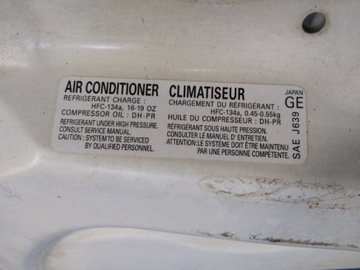 AIR CONDITIONER
REFRIGERANT CHARGE :
HFC-134a, 16-19 OZ
COMPRESSOR OIL : DH-PR
REFRIGERANT UNDER HIGH PRESSURE.
CONSULT SERVICE MANUAL.
CAUTION : SYSTEM TO BE SERVICED
BY QUALIFIED PERSONNEL.
CLIMATISEUR
CHARGEMENT DU RÉFRIGÉRANT :
HFC-134a, 0.45-0.55kg
HUILE DU COMPRESSEUR : DH-PR
RÉFRIGÉRANT SOUS HAUTE PRESSION.
CONSULTER LE MANUEL D' ENTRETIEN.
ATTENTION:LE SYSTÈME DOIT ÊTRE MAINTENU
PAR UNE PERSONNE COMPÉTENTE.
JAPAN
GE
SAE J639